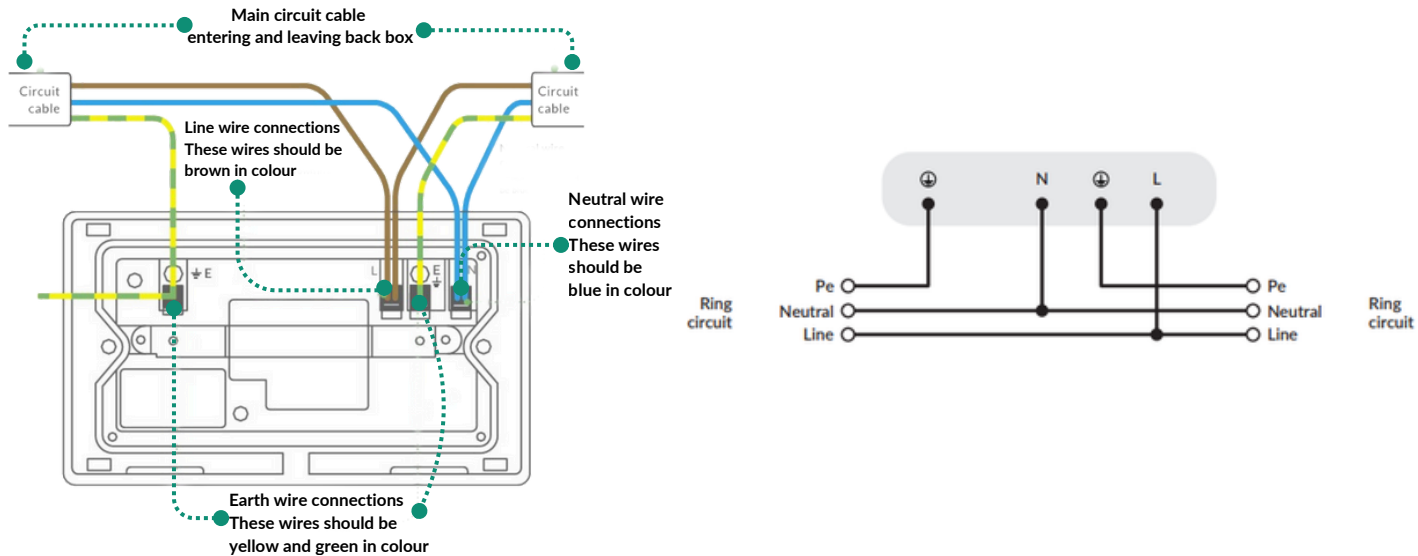 Main circuit cable
entering and leaving back box
Circuit
cable
Circuit
cable
Line wire connections
These wires should be
brown in colour
Neutral wire
connections
These wires
should be
blue in colour
E
L
E
N
Earth wire connections
These wires should be
yellow and green in colour
N
L
Ring
circuit
Pe
Neutral
Line
Pe
Neutral
Line
Ring
circuit